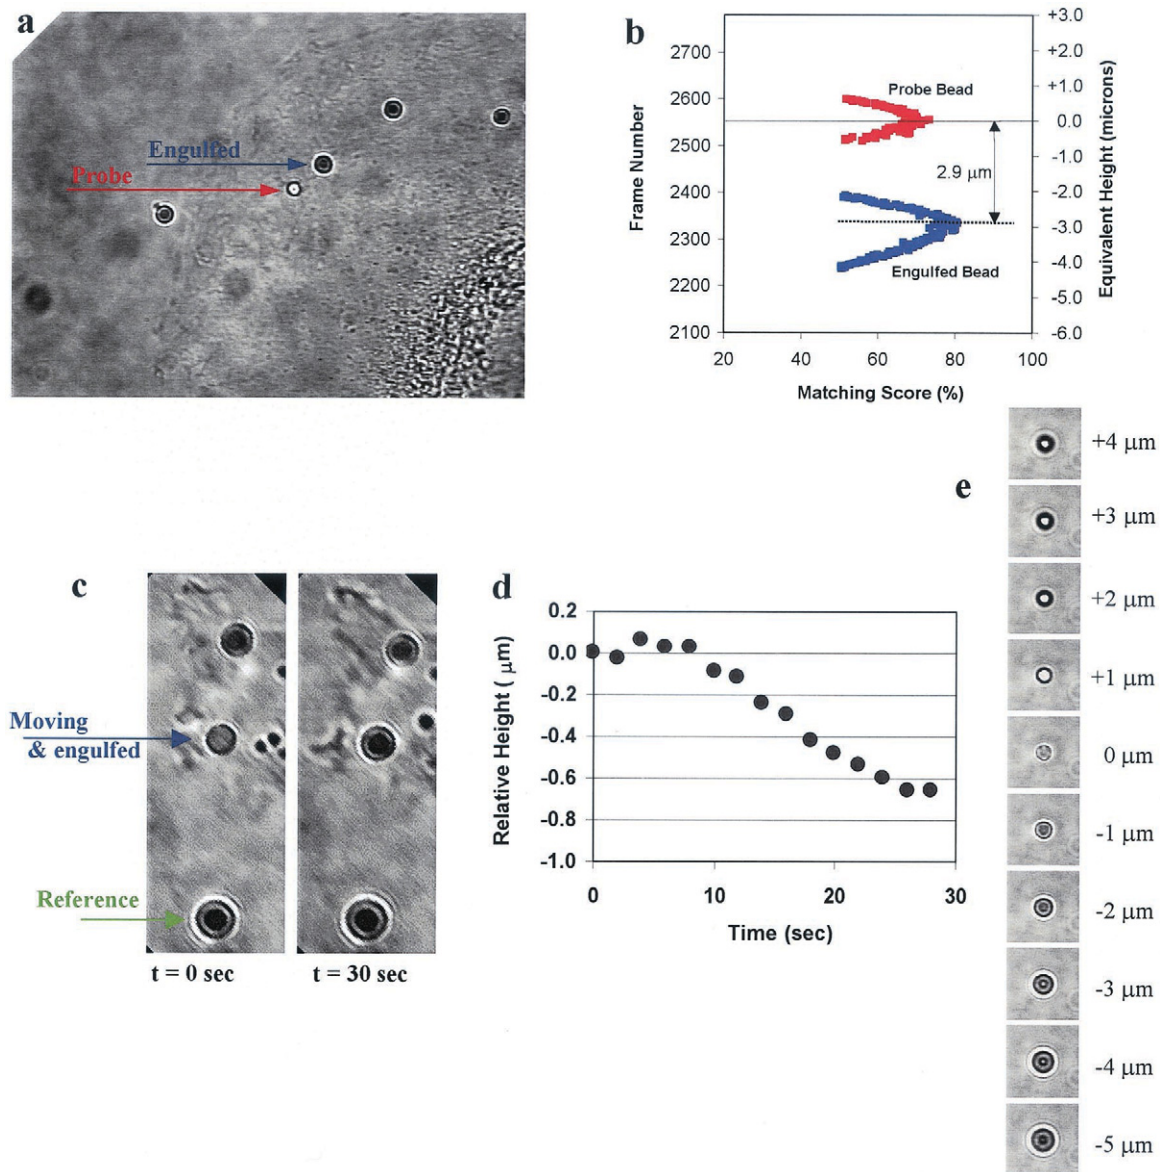 a
Engulfed
Probe
b
Frame Number
2700
2600
2500
2400
2300
2200
2100
20
40
60
80
100
Matching Score (%)
Probe Bead
Engulfed Bead
2.9 μm
+3.0
+2.0
+1.0
0.0
-1.0
-2.0
-3.0
-4.0
-5.0
-6.0
Equivalent Height (microns)
c
Moving
& engulfed
Reference
t = 0 sec
t = 30 sec
d
Relative Height ( μm)
0.2
0.0
-0.2
-0.4
-0.6
-0.8
-1.0
0
10
20
30
Time (sec)
e
+4 μm
+3 μm
+2 μm
+1 μm
0 μm
-1 μm
-2 μm
-3 μm
-4 μm
-5 μm